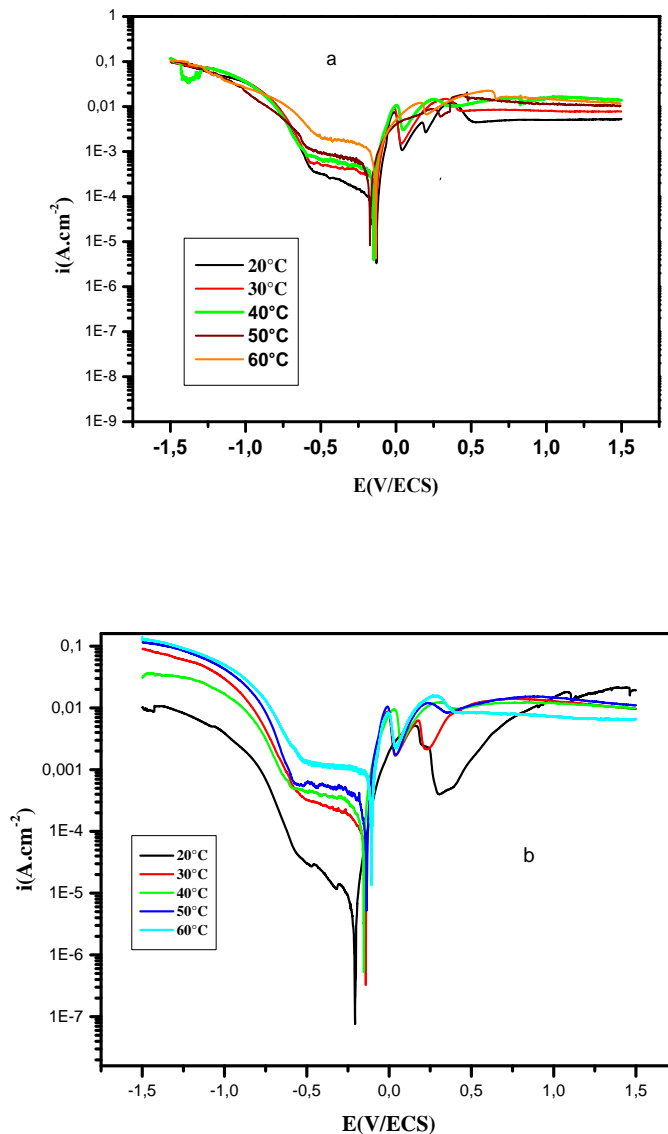 a
1
0,1
0,01
1E-3
1E-4
1E-5
1E-6
1E-7
1E-8
1E-9
i(A.cm-2)
20°C
30°C
40°C
50°C
60°C
-1,5 -1,0 -0,5 0,0 0,5 1,0 1,5
E(V/ECS)
0,1
0,01
0,001
1E-4
1E-5
1E-6
1E-7
i(A.cm-2)
b
20°C
30°C
40°C
50°C
60°C
-1,5 -1,0 -0,5 0,0 0,5 1,0 1,5
E(V/ECS)